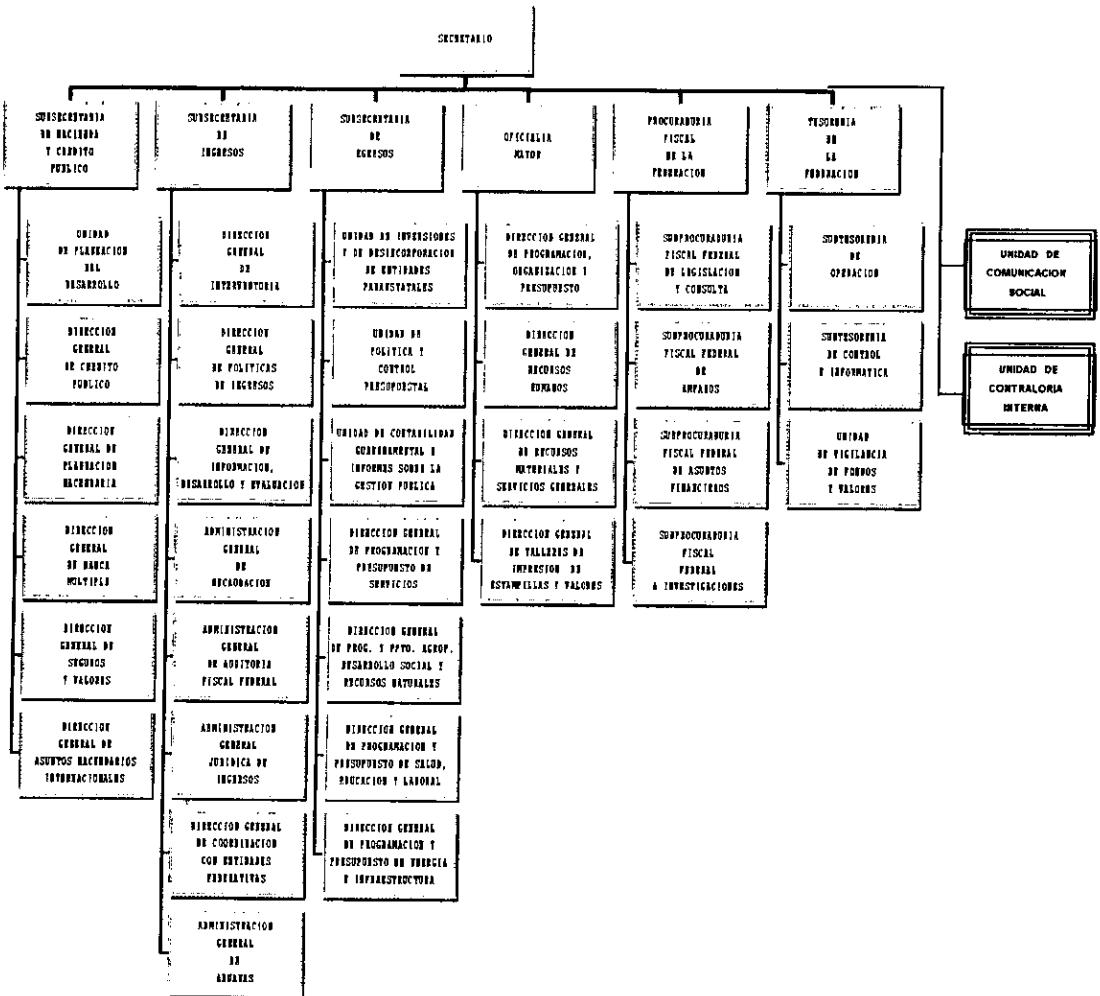 SECRETARIO
SUBSECRETARIA
DE HACIENDA
Y CREDITO
PUBLICO
UNIDAD
DE PLANEACION
DEL
DESARROLLO
DIRECCION
GENERAL
DE CREDITO
PUBLICO
DIRECCION
GENERAL DE
PLANEACION
HACENDARIA
DIRECCION
GENERAL
DE BANCA
MULTIPLE
DIRECCION
GENERAL DE
SEGUROS
Y VALORES
DIRECCION
GENERAL DE
ASUNTOS HACENDARIOS
INTERNACIONALES
SUBSECRETARIA
DE
INGRESOS
DIRECCION
GENERAL
DE
INTERVENTORIA
DIRECCION
GENERAL
DE POLITICAS
DE INGRESOS
DIRECCION
GENERAL DE
INFORMACION,
DESARROLLO Y EVALUACION
ADMINISTRACION
GENERAL
DE
RECAUDACION
ADMINISTRACION
GENERAL
DE AUDITORIA
FISCAL FEDERAL
ADMINISTRACION
GENERAL
JURIDICA DE
INGRESOS
DIRECCION GENERAL
DE COORDINACION
CON ENTIDADES
FEDERATIVAS
ADMINISTRACION
GENERAL
DE
ADUANAS
SUBSECRETARIA
DE
EGRESOS
UNIDAD DE INVERSIONES
Y DE DESINCORPORACION
DE ENTIDADES
PARAESTATALES
UNIDAD DE
POLITICA Y
CONTROL
PRESUPUESTAL
UNIDAD DE CONTABILIDAD
GUBERNAMENTAL E
INFORMES SOBRE LA
GESTION PUBLICA
DIRECCION GENERAL
DE PROGRAMACION Y
PRESUPUESTO DE
SERVICIOS
DIRECCION GENERAL
DE PROG. Y PPTO. AGROP.
DESARROLLO SOCIAL Y
RECURSOS NATURALES
DIRECCION GENERAL
DE PROGRAMACION Y
PRESUPUESTO DE SALUD,
EDUCACION Y LABORAL
DIRECCION GENERAL
DE PROGRAMACION Y
PRESUPUESTO DE ENERGIA
E INFRAESTRUCTURA
OFICIALIA
MAYOR
DIRECCION GENERAL
DE PROGRAMACION,
ORGANIZACION Y
PRESUPUESTO
DIRECCION
GENERAL DE
RECURSOS
HUMANOS
DIRECCION GENERAL
DE RECURSOS
MATERIALES Y
SERVICIOS GENERALES
DIRECCION GENERAL
DE TALLERES DE
IMPRESION DE
ESTAMPILLAS Y VALORES
PROCURADURIA
FISCAL
DE LA
FEDERACION
SUBPROCURADURIA
FISCAL FEDERAL
DE LEGISLACION
Y CONSULTA
SUBPROCURADURIA
FISCAL FEDERAL
DE
AMPAROS
SUBPROCURADURIA
FISCAL FEDERAL
DE ASUNTOS
FINANCIEROS
SUBPROCURADURIA
FISCAL
FEDERAL
A INVESTIGACIONES
TESORERIA
DE
LA
FEDERACION
SUBTESORERIA
DE
OPERACION
SUBTESORERIA
DE CONTROL
E INFORMATICA
UNIDAD
DE VIGILANCIA
DE FONDOS
Y VALORES
UNIDAD DE
COMUNICACION
SOCIAL
UNIDAD DE
CONTRALORIA
INTERNA